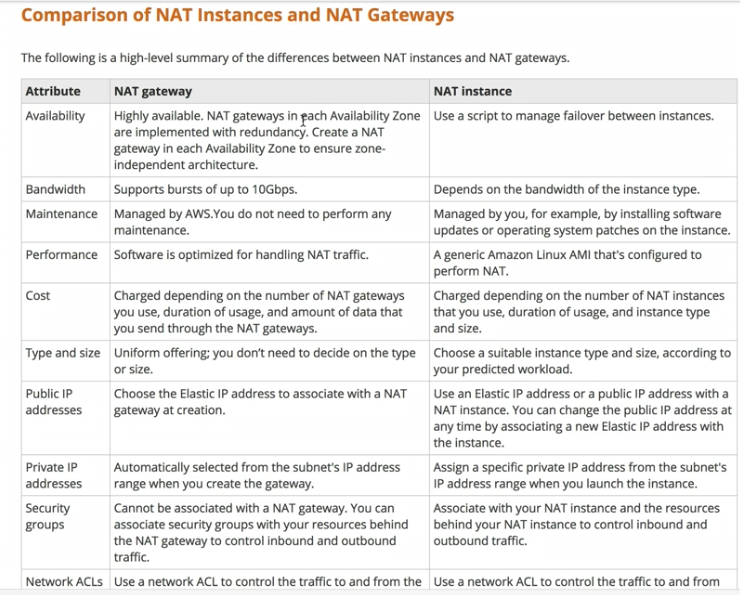 Comparison of NAT Instances and NAT Gateways
The following is a high-level summary of the differences between NAT instances and NAT gateways.
Attribute NAT gateway NAT instance
Availability Highly available. NAT gateways in each Availability Zone are implemented with redundancy. Create a NAT gateway in each Availability Zone to ensure zone-independent architecture. Use a script to manage failover between instances.
Bandwidth Supports bursts of up to 10Gbps. Depends on the bandwidth of the instance type.
Maintenance Managed by AWS.You do not need to perform any maintenance. Managed by you, for example, by installing software updates or operating system patches on the instance.
Performance Software is optimized for handling NAT traffic. A generic Amazon Linux AMI that's configured to perform NAT.
Cost Charged depending on the number of NAT gateways you use, duration of usage, and amount of data that you send through the NAT gateways. Charged depending on the number of NAT instances that you use, duration of usage, and instance type and size.
Type and size Uniform offering; you don't need to decide on the type or size. Choose a suitable instance type and size, according to your predicted workload.
Public IP addresses Choose the Elastic IP address to associate with a NAT gateway at creation. Use an Elastic IP address or a public IP address with a NAT instance. You can change the public IP address at any time by associating a new Elastic IP address with the instance.
Private IP addresses Automatically selected from the subnet's IP address range when you create the gateway. Assign a specific private IP address from the subnet's IP address range when you launch the instance.
Security groups Cannot be associated with a NAT gateway. You can associate security groups with your resources behind the NAT gateway to control inbound and outbound traffic. Associate with your NAT instance and the resources behind your NAT instance to control inbound and outbound traffic.
Network ACLs Use a network ACL to control the traffic to and from the Use a network ACL to control the traffic to and from